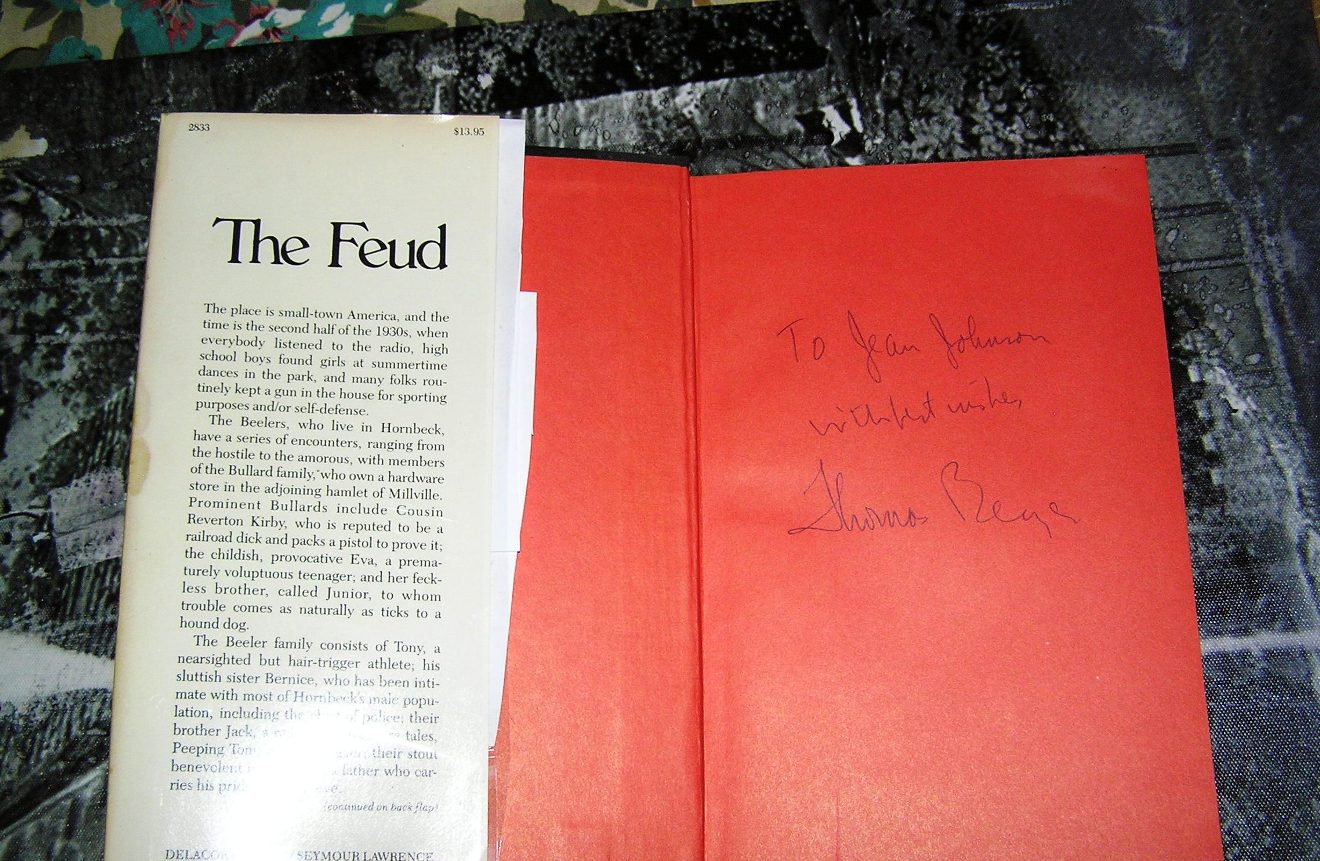 2833
$13.95
The Feud
The place is small-town America, and the
time is the second half of the 1930s, when
everybody listened to the radio, high
school boys found girls at summertime
dances in the park, and many folks rou-
tinely kept a gun in the house for sporting
purposes and/or self-defense.
The Beelers, who live in Hornbeck,
have a series of encounters, ranging from
the hostile to the amorous, with members
of the Bullard family, who own a hardware
store in the adjoining hamlet of Millville.
Prominent Bullards include Cousin
Reverton Kirby, who is reputed to be a
railroad dick and packs a pistol to prove it;
the childish, provocative Eva, a prema-
turely voluptuous teenager; and her feck-
less brother, called Junior, to whom
trouble comes as naturally as ticks to a
hound dog.
The Beeler family consists of Tony, a
nearsighted but hair-trigger athlete; his
sluttish sister Bernice, who has been inti-
mate with most of Hornbeck's male popu-
lation, including the chief of police; their
brother Jack, a tales,
Peeping Tom their stout
benevolent father who car-
ries his
(continued on back flap)
SEYMOUR LAWRENCE
To Jean Johnson
with best wishes
Thomas Berger